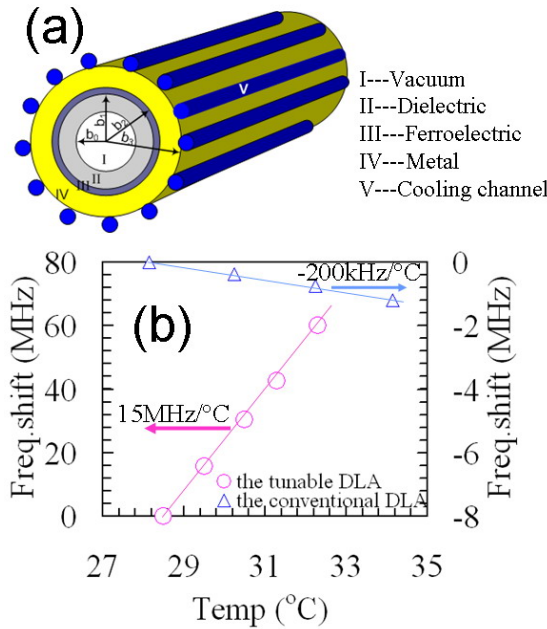 (a)
I---Vacuum
II---Dielectric
III---Ferroelectric
IV---Metal
V---Cooling channel
V
b₀
b₁
b₂
b₃
I
II
III
IV
(b)
Freq.shift (MHz)
80
60
40
20
0
-200kHz/°C
15MHz/°C
the tunable DLA
the conventional DLA
0
-2
-4
-6
-8
Freq.shift (MHz)
27 29 31 33 35
Temp (°C)